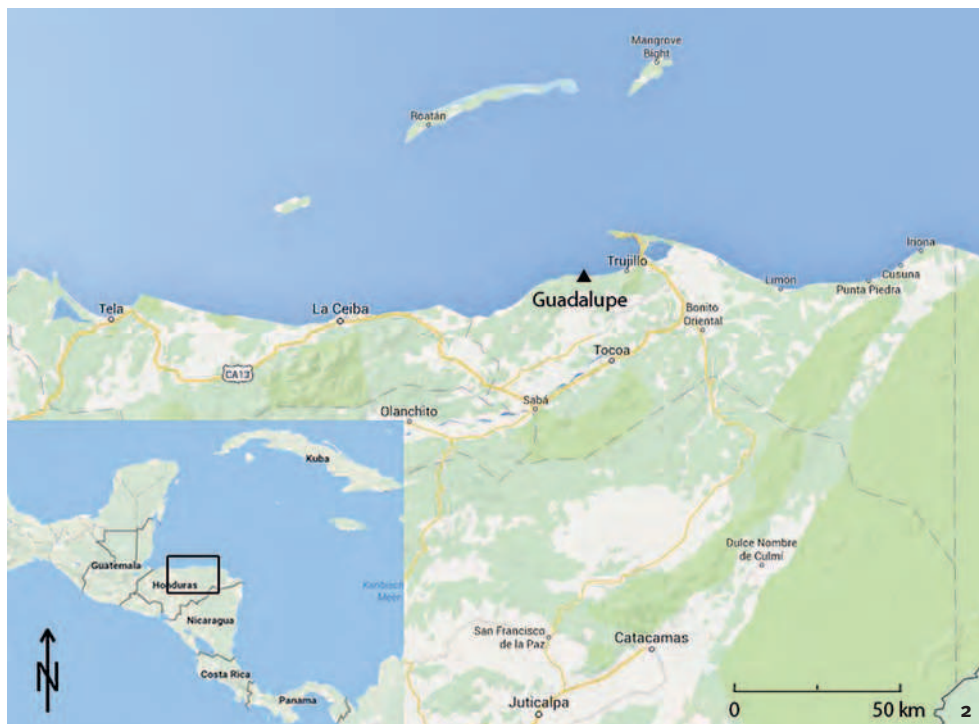 Mangrove
Bight
Roatán
Trujillo
Iriona
Cusuna
Punta Piedra
Limón
Guadalupe
Tela
La Ceiba
Bonito
Oriental
CA13
Tocoa
Sabá
Olanchito
Kuba
Dulce Nombre
de Culmí
Guatemala
Honduras
Karibisch
Meer
Nicaragua
San Francisco
de la Paz
Catacamas
Costa Rica
Panama
N
Juticalpa
50 km
2